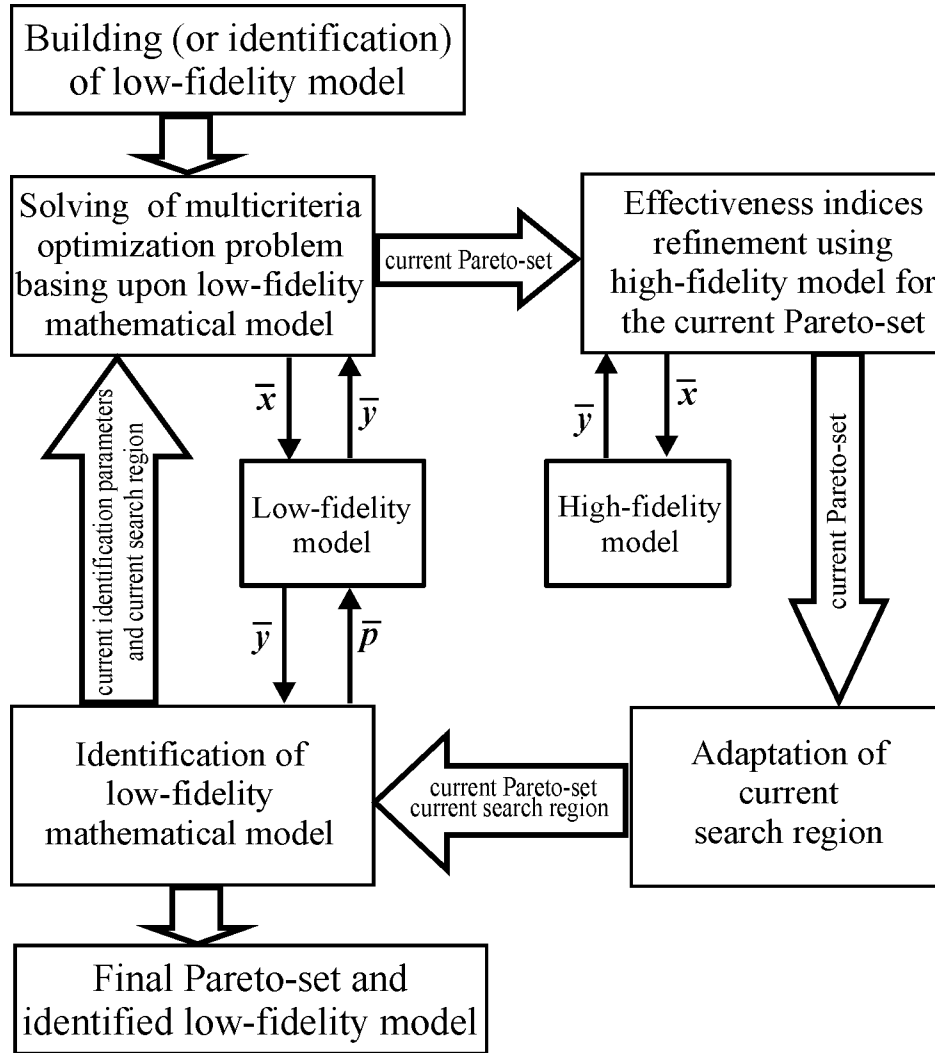 Building (or identification)
of low-fidelity model
Solving of multicriteria
optimization problem
basing upon low-fidelity
mathematical model
current Pareto-set
Effectiveness indices
refinement using
high-fidelity model for
the current Pareto-set
current identification parameters
and current search region
x̅
y̅
y̅
x̅
current Pareto-set
Low-fidelity
model
High-fidelity
model
y̅
p̅
Identification of
low-fidelity
mathematical model
current Pareto-set
current search region
Adaptation of
current
search region
Final Pareto-set and
identified low-fidelity model